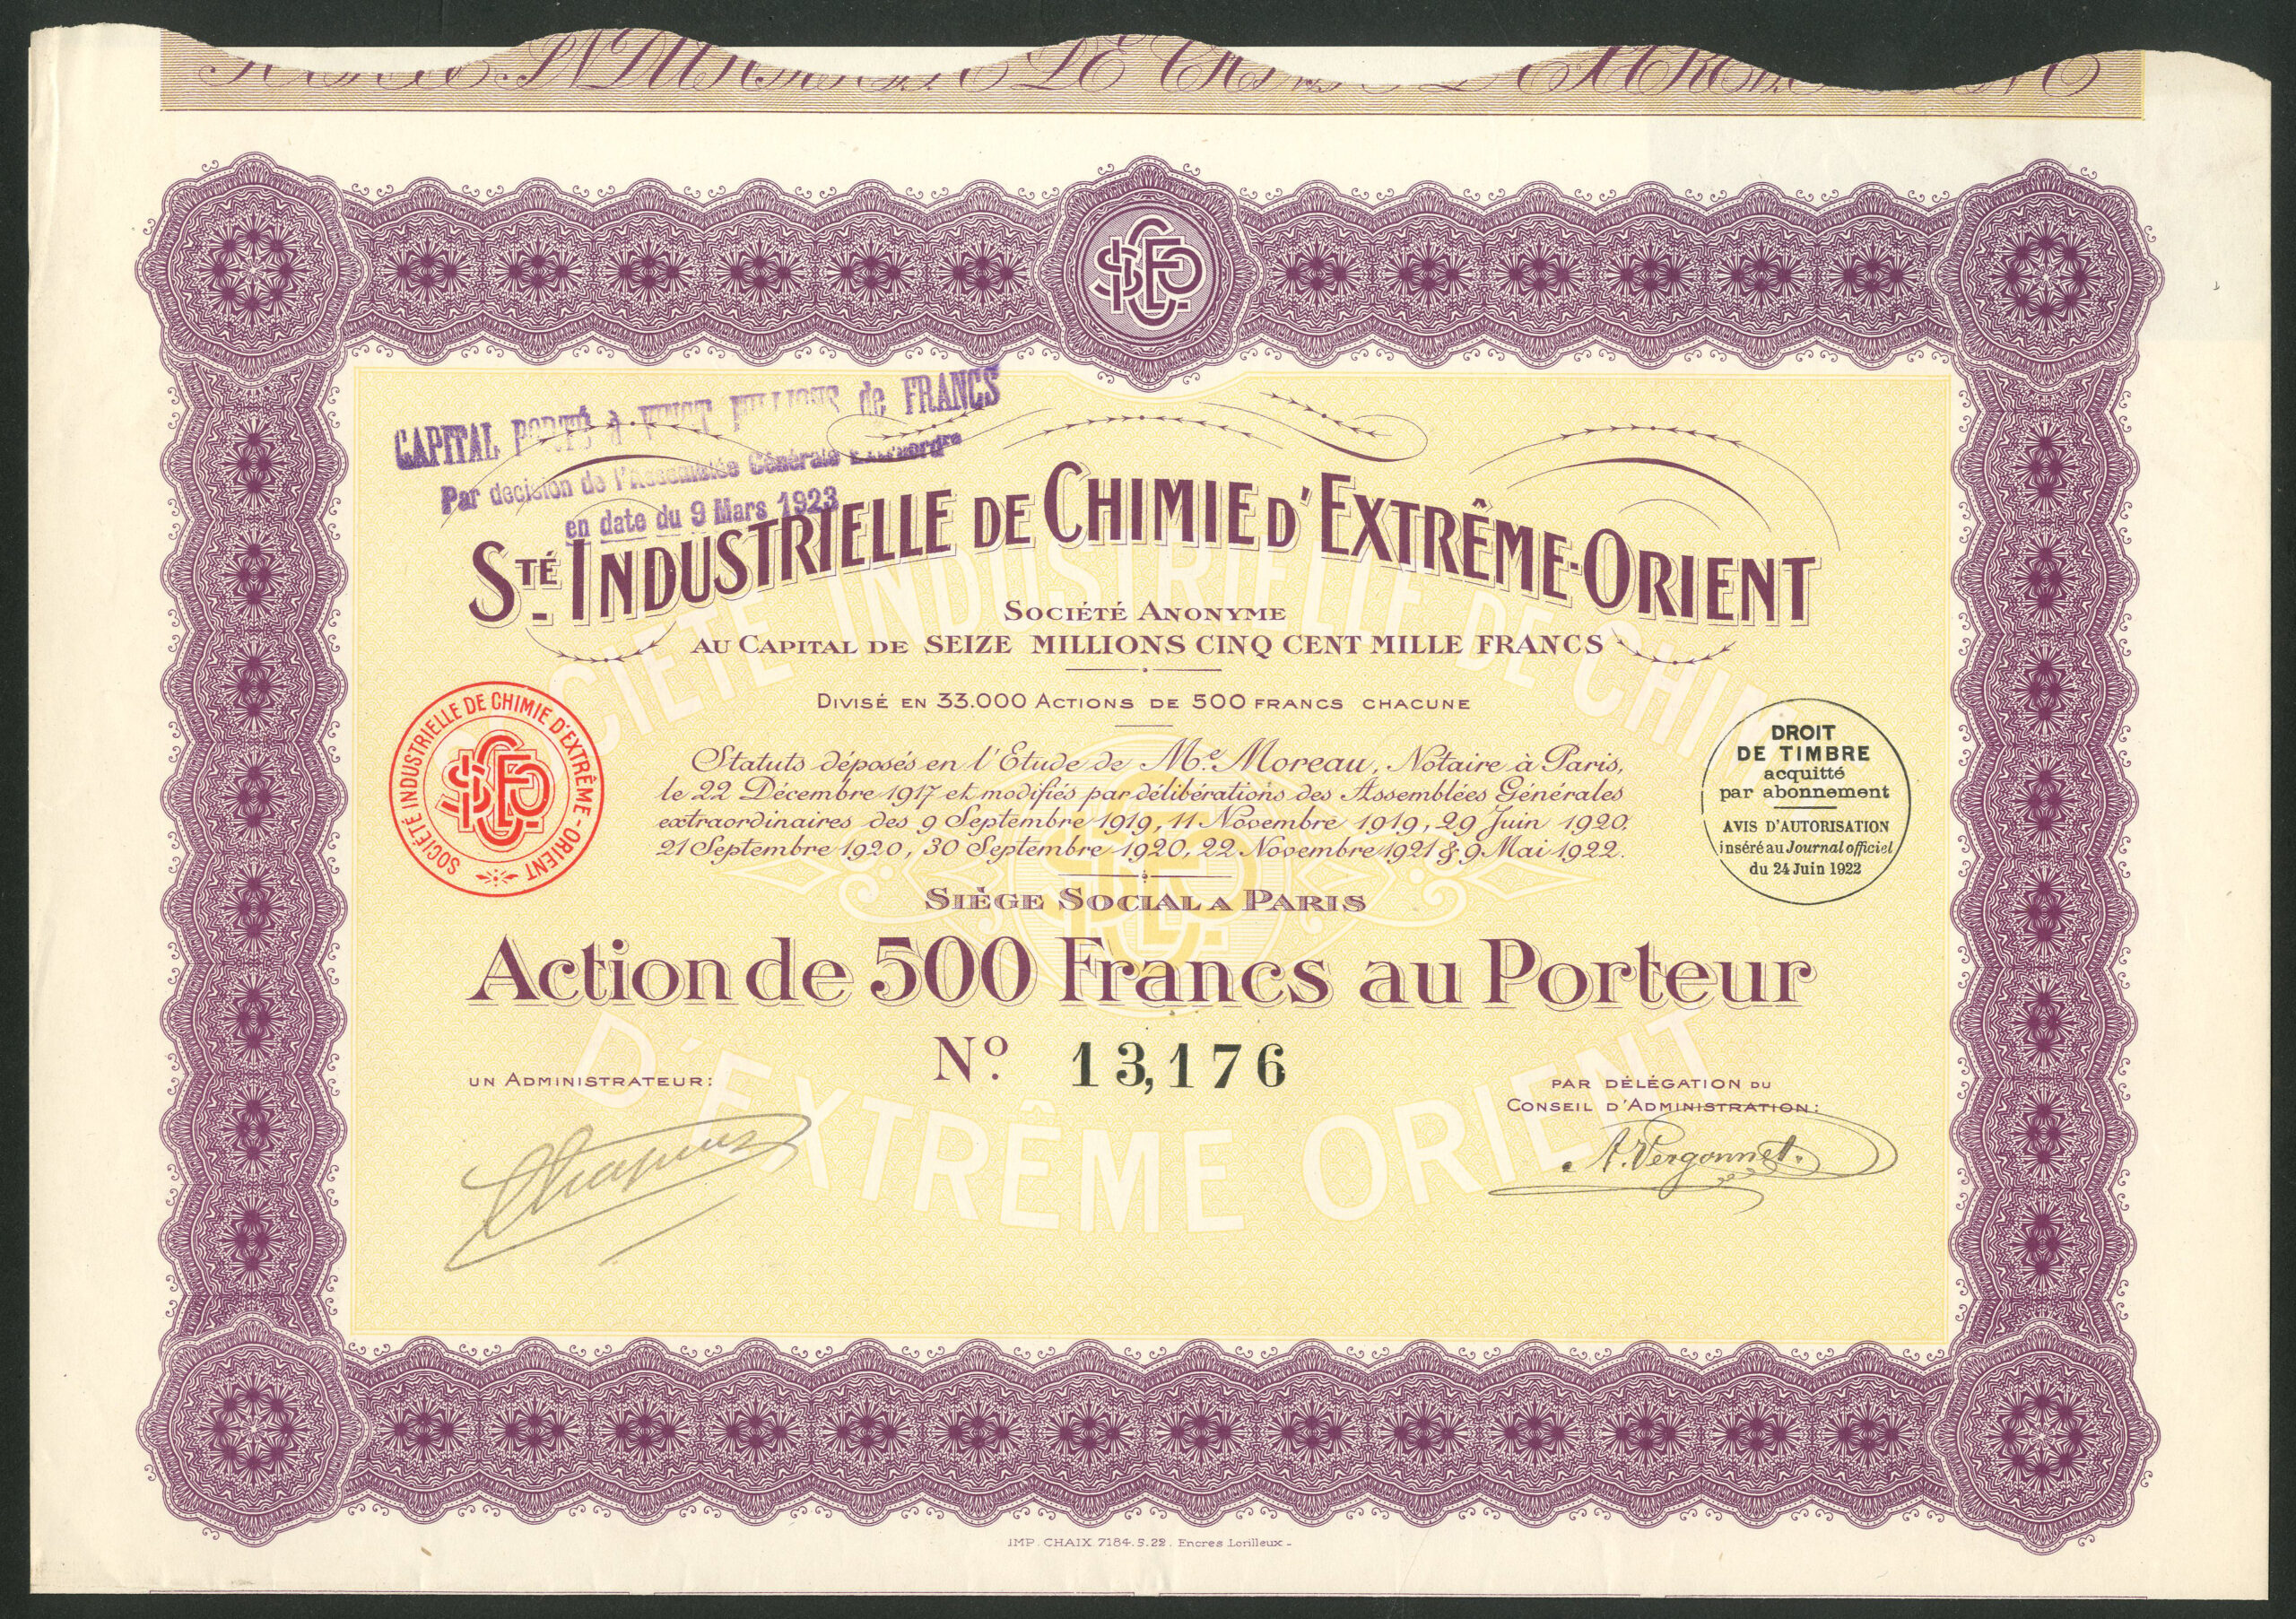 CAPITAL PORTÉ à VINGT MILLIONS de FRANCS
Par decision de l'Assemblée Générale Extraordre
en date du 9 Mars 1923
STÉ INDUSTRIELLE DE CHIMIE D'EXTRÊME-ORIENT
SOCIÉTÉ ANONYME
AU CAPITAL DE SEIZE MILLIONS CINQ CENT MILLE FRANCS
DIVISÉ EN 33.000 ACTIONS DE 500 FRANCS CHACUNE
Statuts déposés en l'Etude de Me. Moreau, Notaire à Paris,
le 22 Décembre 1917 et modifiés par délibérations des Assemblées Générales
extraordinaires des 9 Septembre 1919, 11 Novembre 1919, 29 Juin 1920,
21 Septembre 1920, 30 Septembre 1920, 22 Novembre 1921 & 9 Mai 1922.
SOCIÉTÉ INDUSTRIELLE DE CHIMIE D'EXTRÊME-ORIENT
DROIT
DE TIMBRE
acquitté
par abonnement
AVIS D'AUTORISATION
inséré au Journal officiel
du 24 Juin 1922
SIÈGE SOCIAL A PARIS
Action de 500 Francs au Porteur
No. 13,176
UN ADMINISTRATEUR:
PAR DÉLÉGATION DU
CONSEIL D'ADMINISTRATION:
A. Vergonnet
SOCIÉTÉ INDUSTRIELLE DE CHIMIE
D'EXTRÊME ORIENT
IMP. CHAIX 7184.5.22. Encres Lorilleux.